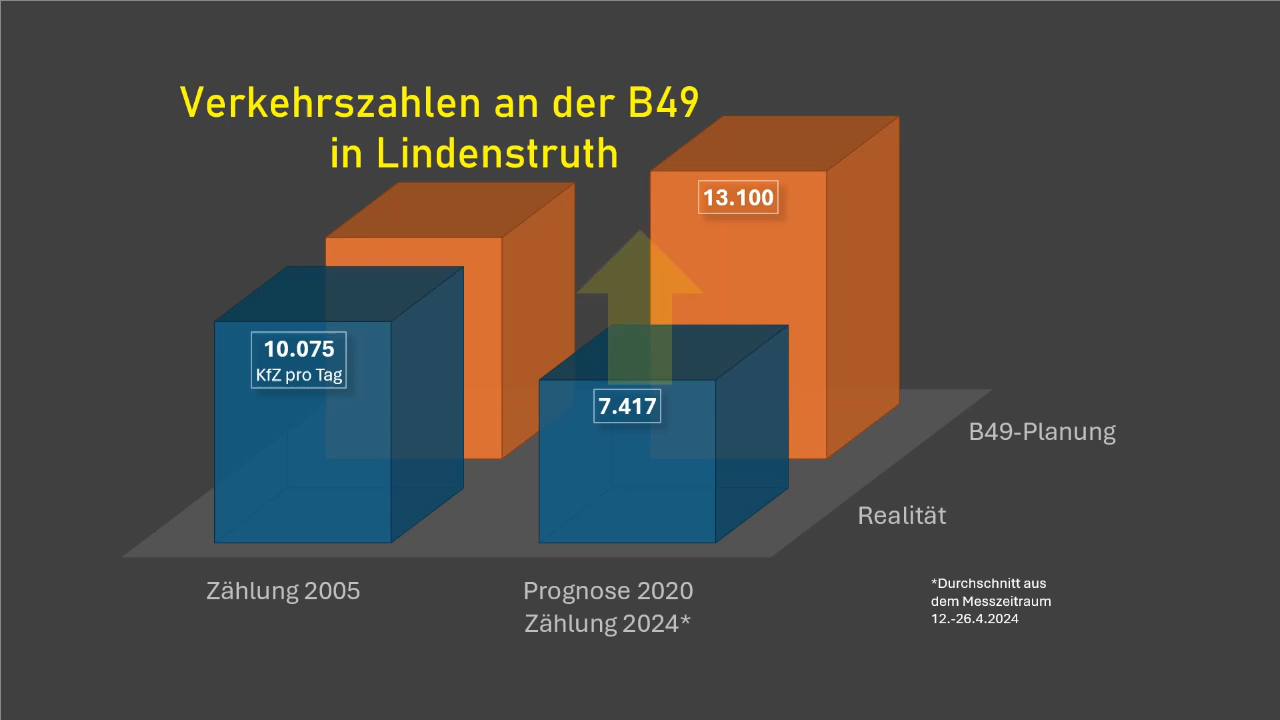 Verkehrszahlen an der B49
in Lindenstruth
13.100
10.075
KfZ pro Tag
7.417
B49-Planung
Realität
Zählung 2005
Prognose 2020
Zählung 2024*
*Durchschnitt aus
dem Messzeitraum
12.-26.4.2024